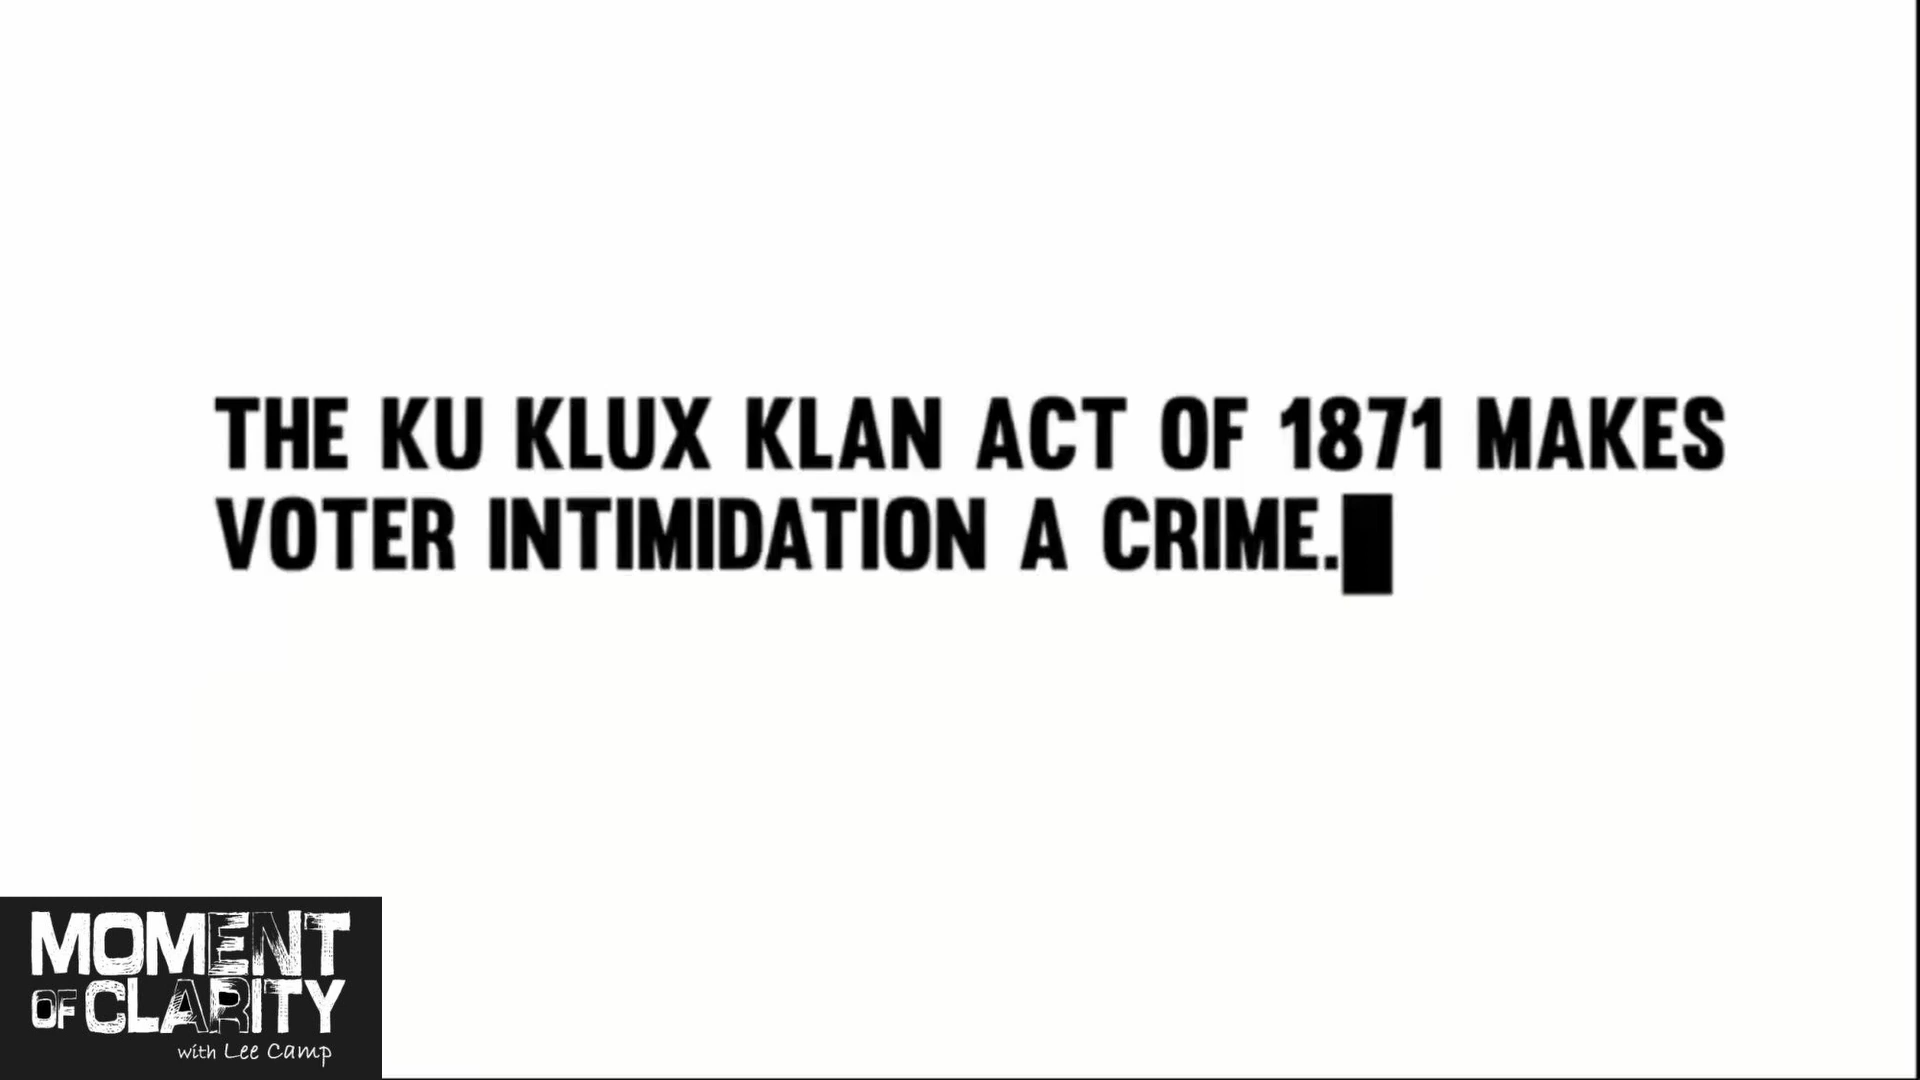 THE KU KLUX KLAN ACT OF 1871 MAKES
VOTER INTIMIDATION A CRIME.
MOMENT
OF CLARITY
with Lee Camp